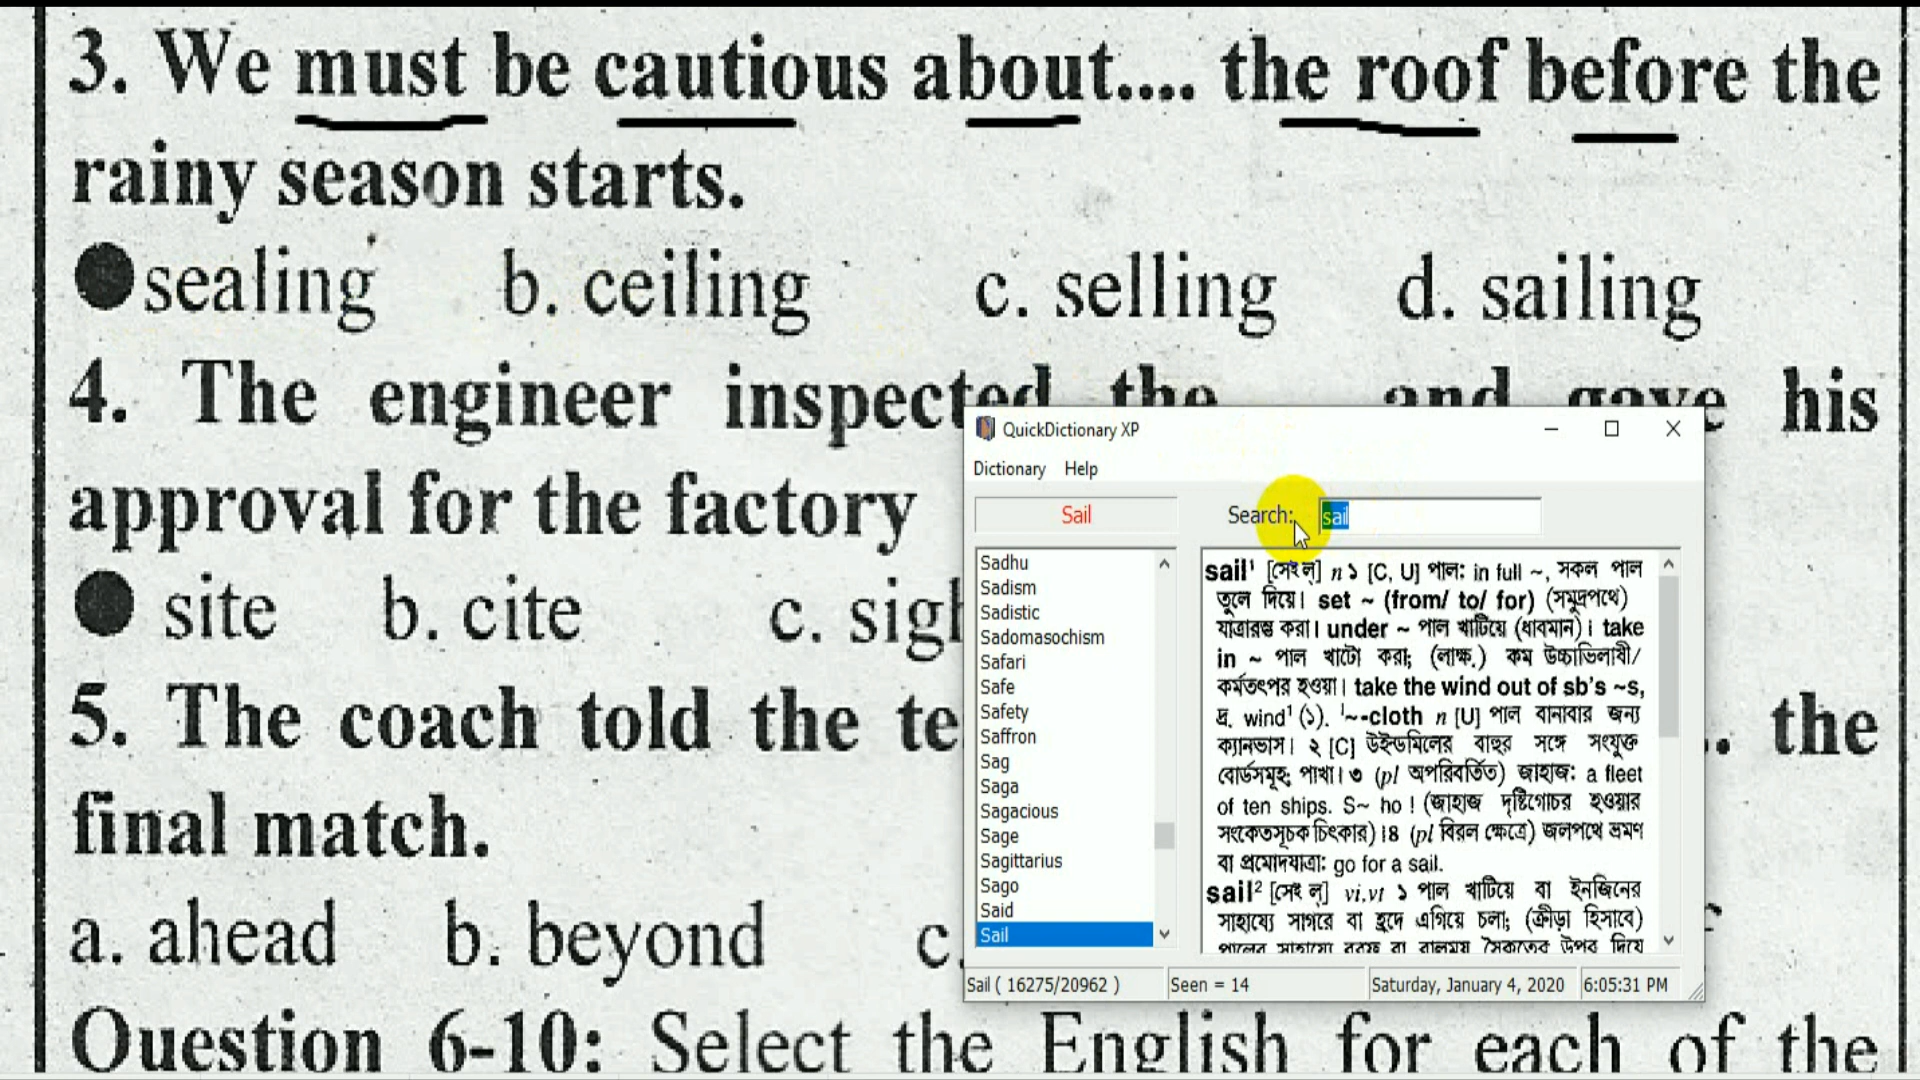 3. We must be cautious about.... the roof before the
rainy season starts.
sealing b. ceiling c. selling d. sailing
4. The engineer inspected the and gave his
approval for the factory
site b. cite c. sigh
5. The coach told the te .. the
final match.
a. ahead b. beyond c.
Question 6-10: Select the English for each of the
QuickDictionary XP
Dictionary Help
Sail Search: sail
Sadhu
Sadism
Sadistic
Sadomasochism
Safari
Safe
Safety
Saffron
Sag
Saga
Sagacious
Sage
Sagittarius
Sago
Said
Sail
sail¹ [সেইল্] n ১ [C, U] পাল: in full ~, সকল পাল
তুলে দিয়ে। set ~ (from/ to/ for) (সমুদ্রপথে)
যাত্রারম্ভ করা। under ~ পাল খাটিয়ে (ধাবমান)। take
in ~ পাল খাটো করা; (লাক্ষ.) কম উচ্চাভিলাষী/
কর্মতৎপর হওয়া। take the wind out of sb's ~s,
দ্র. wind¹ (১). '~-cloth n [U] পাল বানাবার জন্য
ক্যানভাস। ২ [C] উইন্ডমিলের বাহুর সঙ্গে সংযুক্ত
বোর্ডসমূহ; পাখা। ৩ (pl অপরিবর্তিত) জাহাজ: a fleet
of ten ships. S~ ho ! (জাহাজ দৃষ্টিগোচর হওয়ার
সংকেতসূচক চিৎকার)।৪ (pl বিরল ক্ষেত্রে) জলপথে ভ্রমণ
বা প্রমোদযাত্রা: go for a sail.
sail² [সেই ল্] vi,vt ১ পাল খাটিয়ে বা ইনজিনের
সাহায্যে সাগরে বা হ্রদে এগিয়ে চলা; (ক্রীড়া হিসাবে)
পালের সাহায্যে বরফ বা বালুময় সৈকতের উপর দিয়ে
Sail ( 16275/20962 ) Seen = 14 Saturday, January 4, 2020 6:05:31 PM